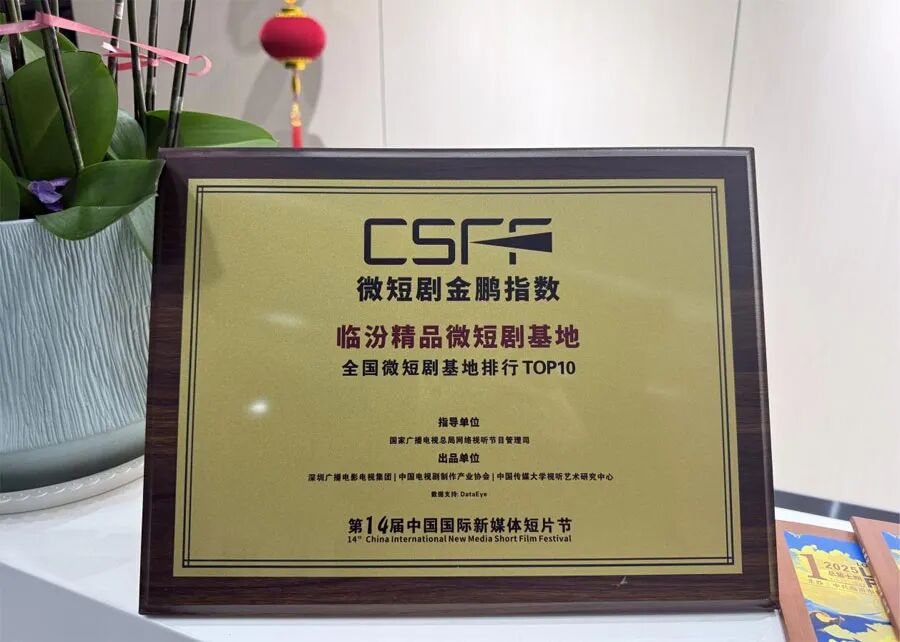 CSFF
微短剧金鹏指数
临汾精品微短剧基地
全国微短剧基地排行TOP10
指导单位
国家广播电视总局网络视听节目管理司
出品单位
深圳广播电影电视集团|中国电视剧制作产业协会|中国传媒大学视听艺术研究中心
数据支持: DataEye
第14届中国国际新媒体短片节
14th China International New Media Short Film Festival
1
2025